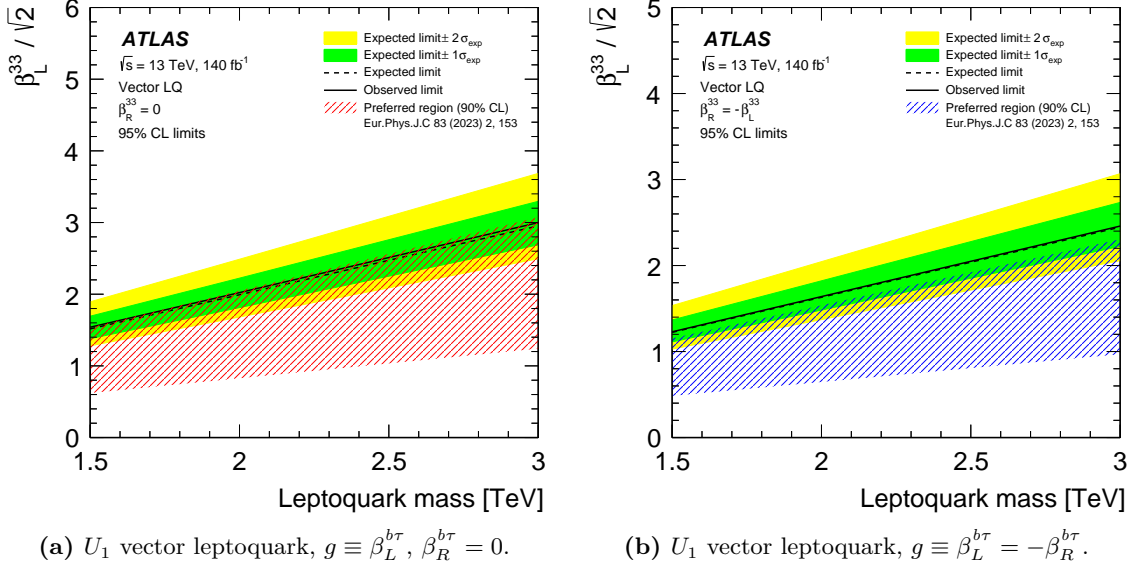 β_L^33 / √2
6
5
4
3
2
1
0
1.5 2 2.5 3
Leptoquark mass [TeV]
ATLAS
√s = 13 TeV, 140 fb⁻¹
Vector LQ
β_R^33 = 0
95% CL limits
Expected limit± 2σ_exp
Expected limit± 1σ_exp
Expected limit
Observed limit
Preferred region (90% CL)
Eur.Phys.J.C 83 (2023) 2, 153
(a) U₁ vector leptoquark, g ≡ β_L^{bτ}, β_R^{bτ} = 0.
β_L^33 / √2
5
4
3
2
1
0
1.5 2 2.5 3
Leptoquark mass [TeV]
ATLAS
√s = 13 TeV, 140 fb⁻¹
Vector LQ
β_R^33 = -β_L^33
95% CL limits
Expected limit± 2σ_exp
Expected limit± 1σ_exp
Expected limit
Observed limit
Preferred region (90% CL)
Eur.Phys.J.C 83 (2023) 2, 153
(b) U₁ vector leptoquark, g ≡ β_L^{bτ} = −β_R^{bτ}.